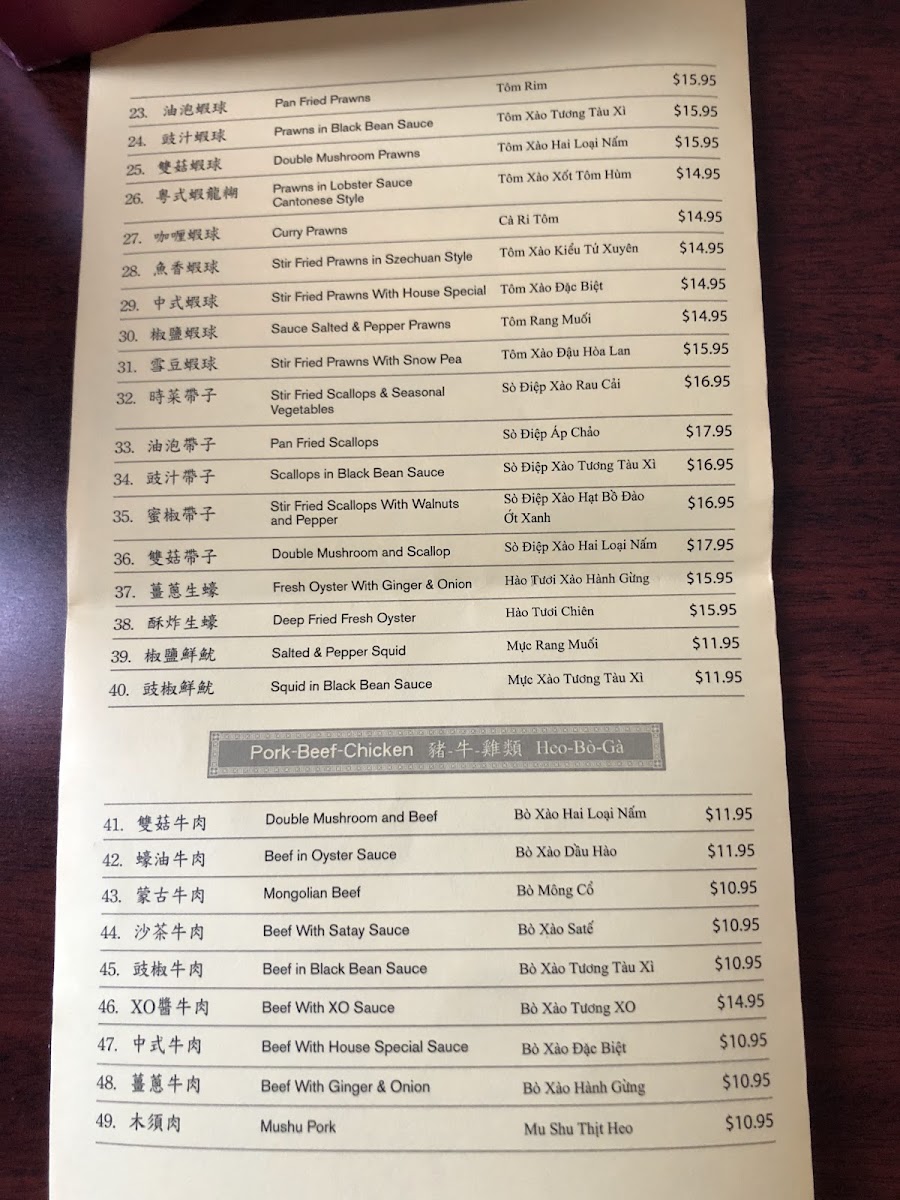 23. 油泡蝦球 Pan Fried Prawns Tôm Rim $15.95
24. 豉汁蝦球 Prawns in Black Bean Sauce Tôm Xào Tương Tàu Xì $15.95
25. 雙菇蝦球 Double Mushroom Prawns Tôm Xào Hai Loại Nấm $15.95
26. 粵式蝦龍糊 Prawns in Lobster Sauce Tôm Xào Xốt Tôm Hùm $14.95
Cantonese Style
27. 咖喱蝦球 Curry Prawns Cà Ri Tôm $14.95
28. 魚香蝦球 Stir Fried Prawns in Szechuan Style Tôm Xào Kiểu Tứ Xuyên $14.95
29. 中式蝦球 Stir Fried Prawns With House Special Tôm Xào Đặc Biệt $14.95
30. 椒鹽蝦球 Sauce Salted & Pepper Prawns Tôm Rang Muối $14.95
31. 雪豆蝦球 Stir Fried Prawns With Snow Pea Tôm Xào Đậu Hòa Lan $15.95
32. 時菜帶子 Stir Fried Scallops & Seasonal Sò Điệp Xào Rau Cải $16.95
Vegetables
33. 油泡帶子 Pan Fried Scallops Sò Điệp Áp Chảo $17.95
34. 豉汁帶子 Scallops in Black Bean Sauce Sò Điệp Xào Tương Tàu Xì $16.95
35. 蜜椒帶子 Stir Fried Scallops With Walnuts Sò Điệp Xào Hạt Bồ Đào $16.95
and Pepper Ớt Xanh
36. 雙菇帶子 Double Mushroom and Scallop Sò Điệp Xào Hai Loại Nấm $17.95
37. 薑蔥生蠔 Fresh Oyster With Ginger & Onion Hào Tươi Xào Hành Gừng $15.95
38. 酥炸生蠔 Deep Fried Fresh Oyster Hào Tươi Chiên $15.95
39. 椒鹽鮮魷 Salted & Pepper Squid Mực Rang Muối $11.95
40. 豉椒鮮魷 Squid in Black Bean Sauce Mực Xào Tương Tàu Xì $11.95
Pork-Beef-Chicken 豬-牛-雞類 Heo-Bò-Gà
41. 雙菇牛肉 Double Mushroom and Beef Bò Xào Hai Loại Nấm $11.95
42. 蠔油牛肉 Beef in Oyster Sauce Bò Xào Dầu Hào $11.95
43. 蒙古牛肉 Mongolian Beef Bò Mông Cổ $10.95
44. 沙茶牛肉 Beef With Satay Sauce Bò Xào Satế $10.95
45. 豉椒牛肉 Beef in Black Bean Sauce Bò Xào Tương Tàu Xì $10.95
46. XO醬牛肉 Beef With XO Sauce Bò Xào Tương XO $14.95
47. 中式牛肉 Beef With House Special Sauce Bò Xào Đặc Biệt $10.95
48. 薑蔥牛肉 Beef With Ginger & Onion Bò Xào Hành Gừng $10.95
49. 木須肉 Mushu Pork Mu Shu Thịt Heo $10.95